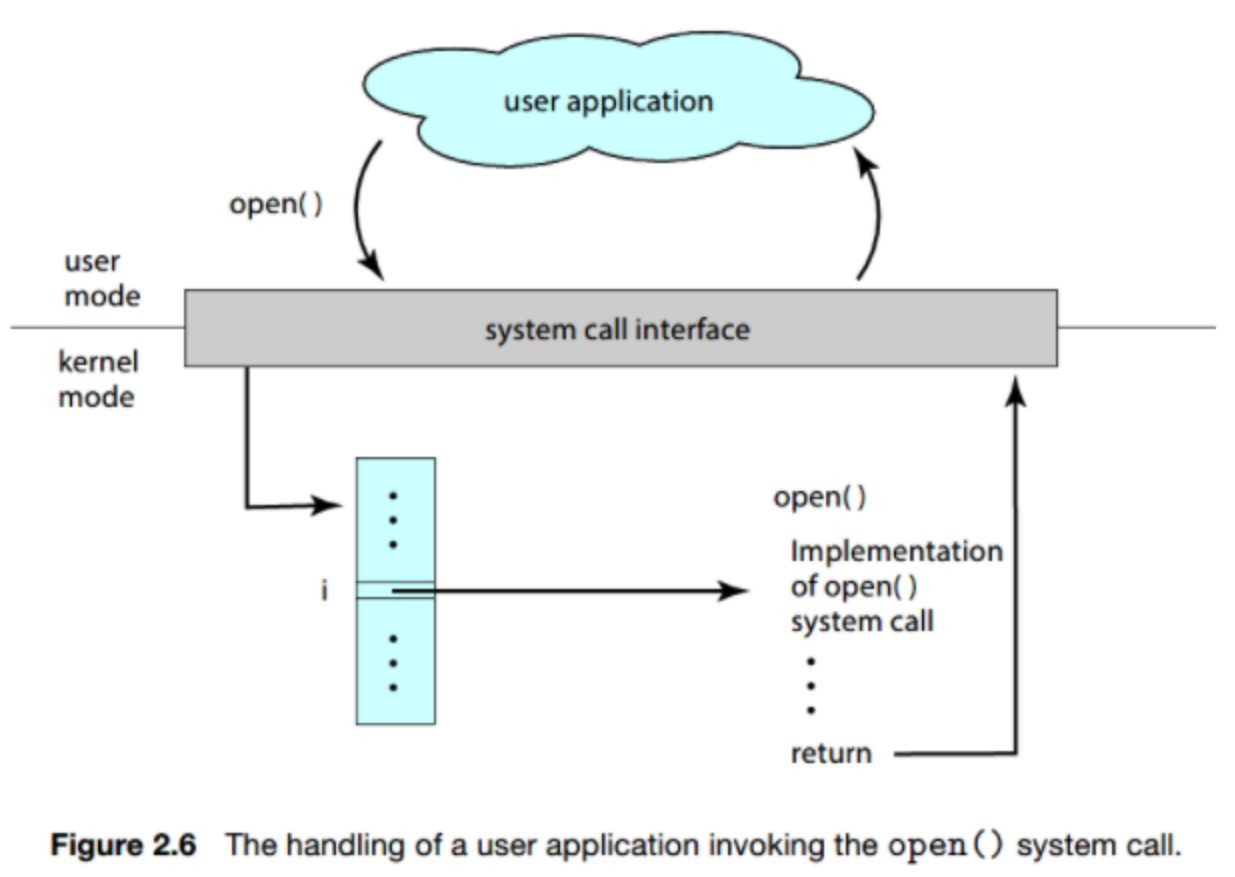 user application
open( )
user
mode
system call interface
kernel
mode
open( )
Implementation
of open( )
system call
i
return
Figure 2.6 The handling of a user application invoking the open() system call.